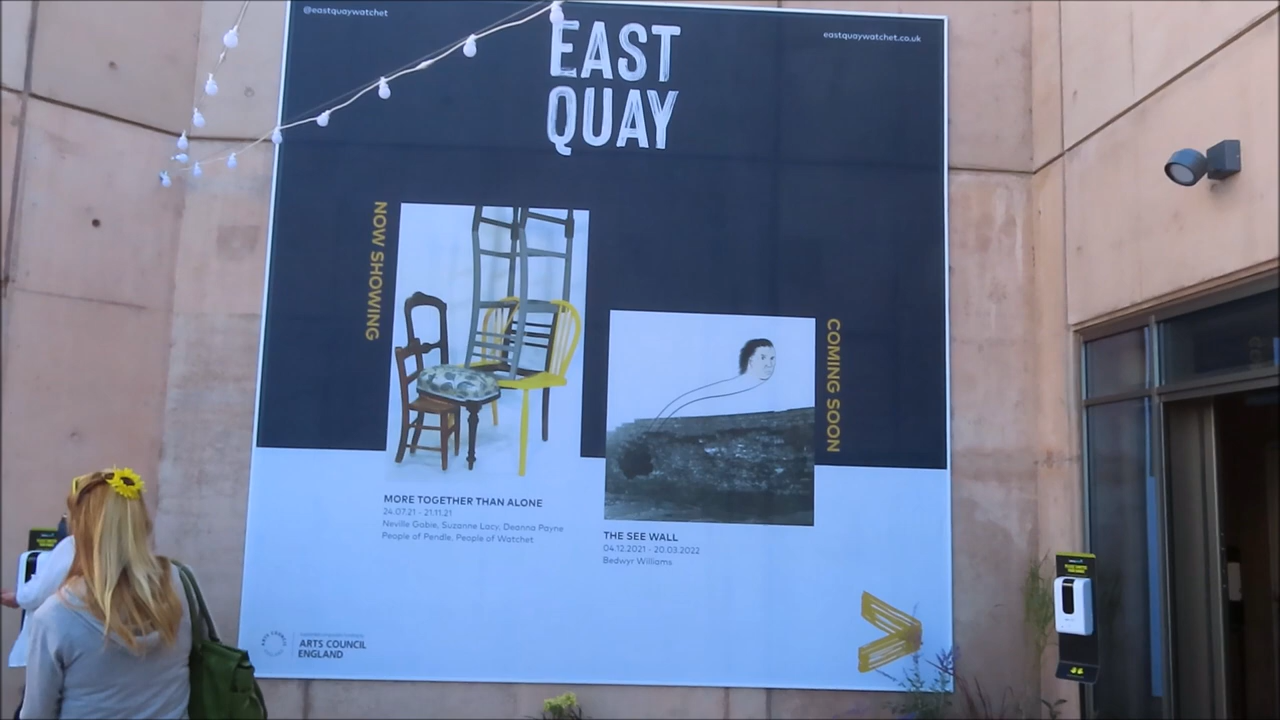 @eastquaywatchet
eastquaywatchet.co.uk
EAST
QUAY
NOW SHOWING
COMING SOON
MORE TOGETHER THAN ALONE
24.07.21 - 21.11.21
Neville Gabie, Suzanne Lacy, Deanna Payne
People of Pendle, People of Watchet
THE SEE WALL
04.12.2021 - 20.03.2022
Bedwyr Williams
ARTS COUNCIL
ENGLAND